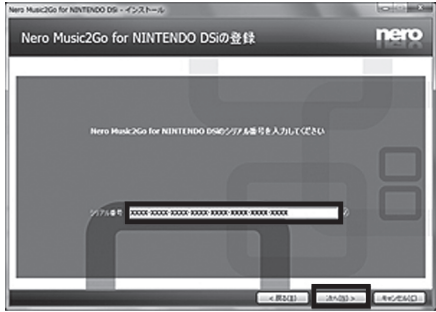 Nero Music2Go for NINTENDO DSi - インストール
Nero Music2Go for NINTENDO DSiの登録
nero
Nero Music2Go for NINTENDO DSiのシリアル番号を入力してください
シリアル番号 XXXX-XXXX-XXXX-XXXX-XXXX-XXXX-XXXX-XXXX
< 戻る(B) 次へ(N) > キャンセル(C)